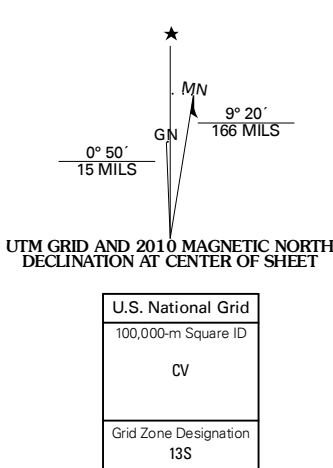 ★
MN
9° 20´
166 MILS
GN
0° 50´
15 MILS
UTM GRID AND 2010 MAGNETIC NORTH
DECLINATION AT CENTER OF SHEET
U.S. National Grid
100,000-m Square ID
CV
Grid Zone Designation
13S